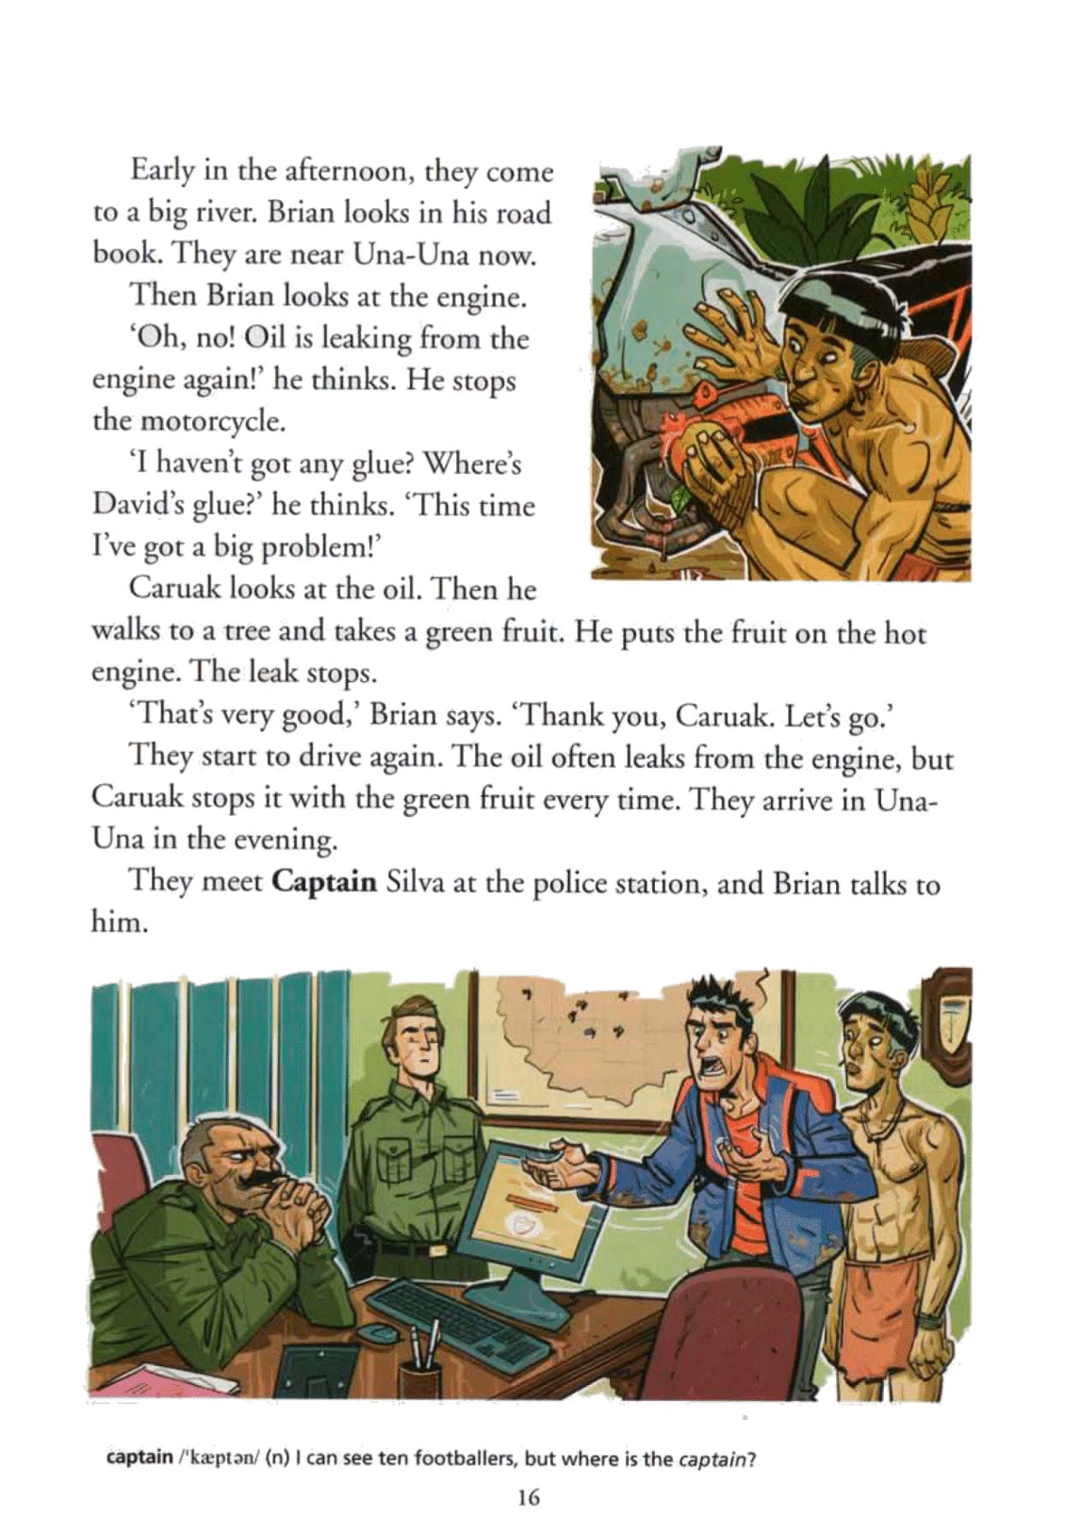 Early in the afternoon, they come
to a big river. Brian looks in his road
book. They are near Una-Una now.
Then Brian looks at the engine.
‘Oh, no! Oil is leaking from the
engine again!’ he thinks. He stops
the motorcycle.
‘I haven’t got any glue? Where’s
David’s glue?’ he thinks. ‘This time
I’ve got a big problem!’
Caruak looks at the oil. Then he
walks to a tree and takes a green fruit. He puts the fruit on the hot
engine. The leak stops.
‘That’s very good,’ Brian says. ‘Thank you, Caruak. Let’s go.’
They start to drive again. The oil often leaks from the engine, but
Caruak stops it with the green fruit every time. They arrive in Una-
Una in the evening.
They meet Captain Silva at the police station, and Brian talks to
him.
captain /ˈkæptən/ (n) I can see ten footballers, but where is the captain?
16